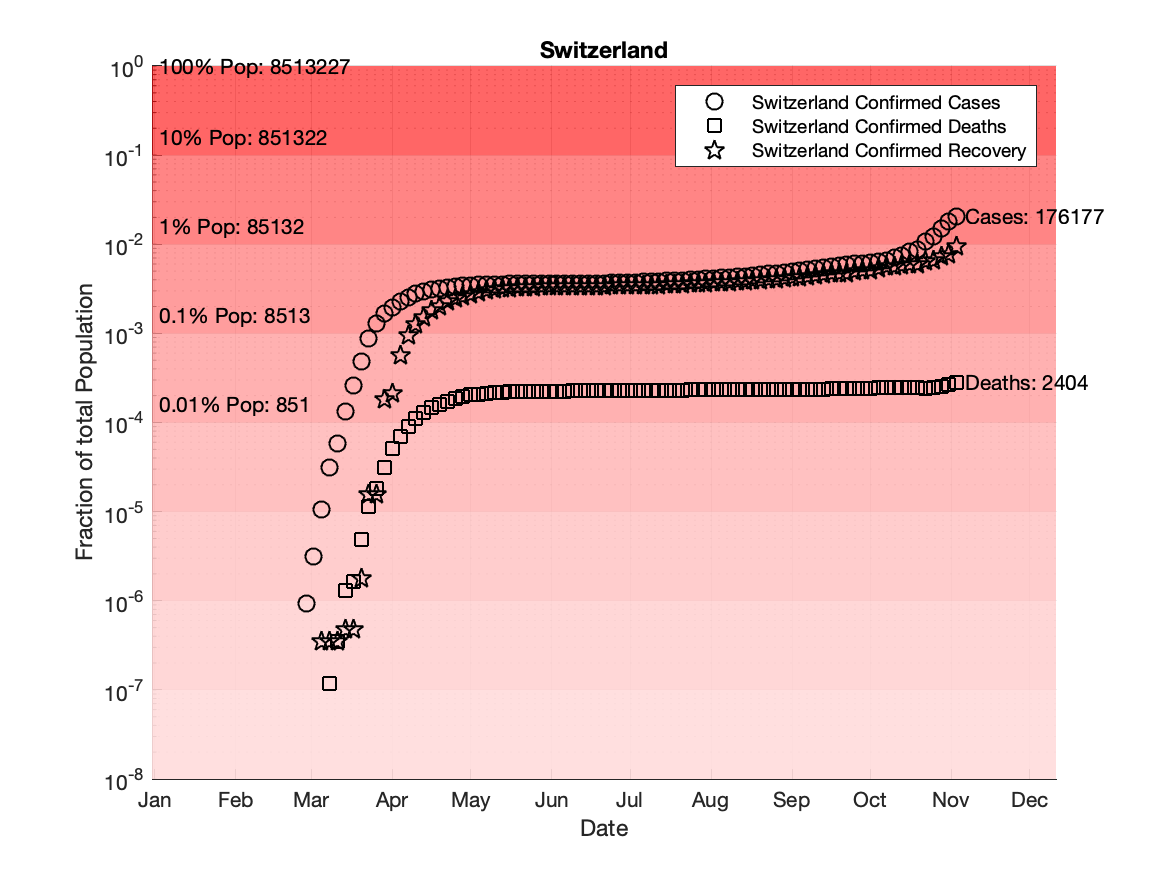 Switzerland
10^0
100% Pop: 8513227
Switzerland Confirmed Cases
10% Pop: 851322
Switzerland Confirmed Deaths
10^-1
Switzerland Confirmed Recovery
1% Pop: 85132
Cases: 176177
10^-2
0.1% Pop: 8513
10^-3
0.01% Pop: 851
Deaths: 2404
10^-4
10^-5
10^-6
10^-7
10^-8
Fraction of total Population
Jan Feb Mar Apr May Jun Jul Aug Sep Oct Nov Dec
Date